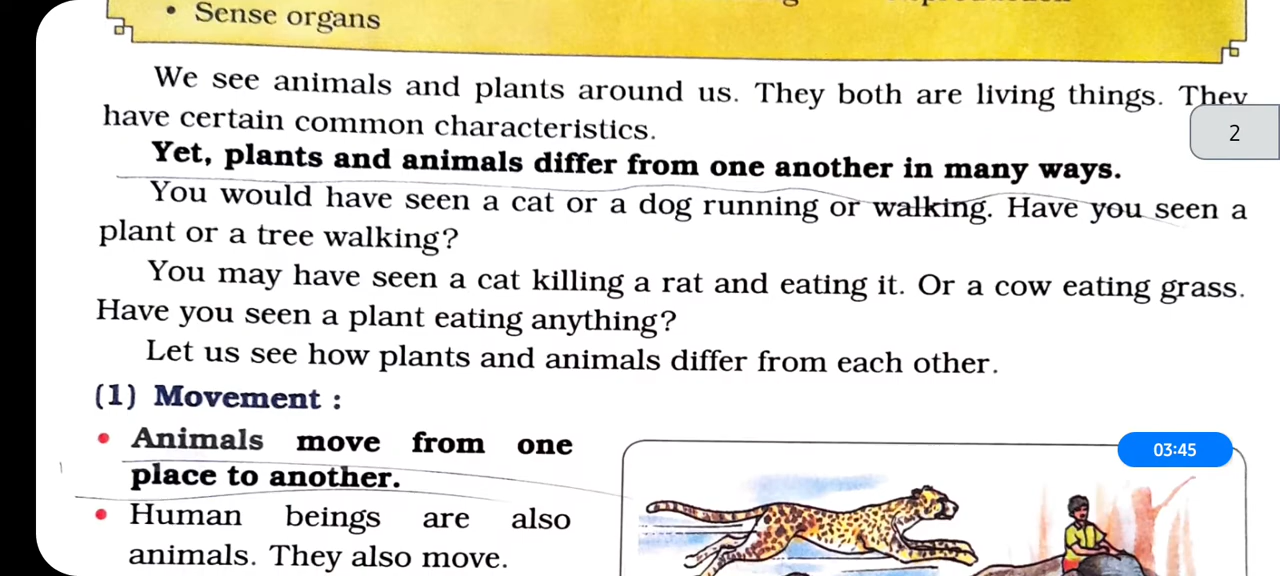 • Sense organs
We see animals and plants around us. They both are living things. They
have certain common characteristics.
2
Yet, plants and animals differ from one another in many ways.
You would have seen a cat or a dog running or walking. Have you seen a
plant or a tree walking?
You may have seen a cat killing a rat and eating it. Or a cow eating grass.
Have you seen a plant eating anything?
Let us see how plants and animals differ from each other.
(1) Movement :
• Animals move from one
place to another.
03:45
• Human beings are also
animals. They also move.